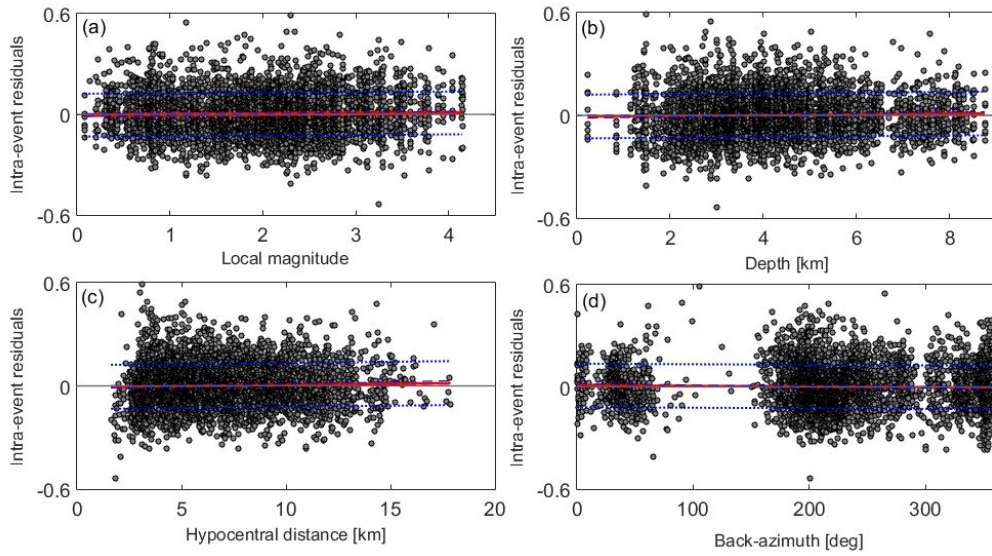 (a)
0.6
0
-0.6
Intra-event residuals
0 1 2 3 4
Local magnitude
(b)
0.6
0
-0.6
Intra-event residuals
0 2 4 6 8
Depth [km]
(c)
0.6
0
-0.6
Intra-event residuals
0 5 10 15 20
Hypocentral distance [km]
(d)
0.6
0
-0.6
Intra-event residuals
0 100 200 300
Back-azimuth [deg]